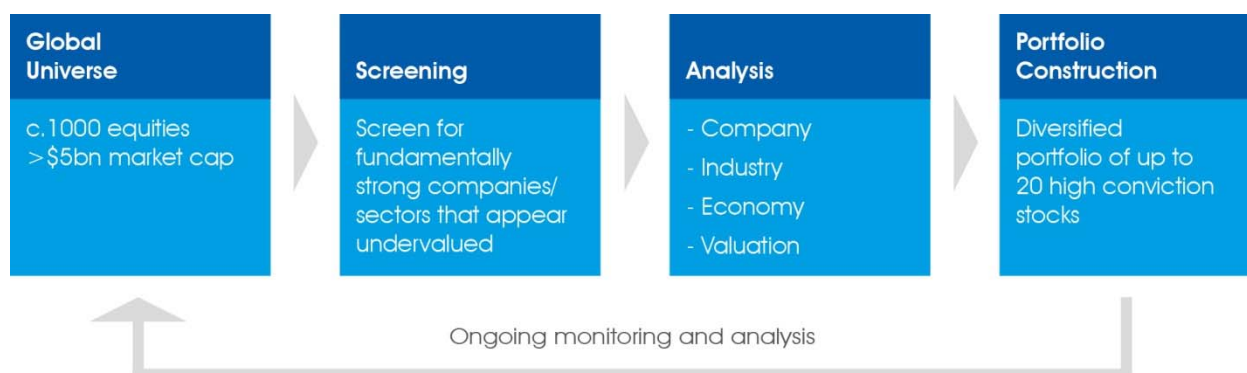 Global
Universe
c.1000 equities
>$5bn market cap
Screening
Screen for
fundamentally
strong companies/
sectors that appear
undervalued
Analysis
- Company
- Industry
- Economy
- Valuation
Portfolio
Construction
Diversified
portfolio of up to
20 high conviction
stocks
Ongoing monitoring and analysis